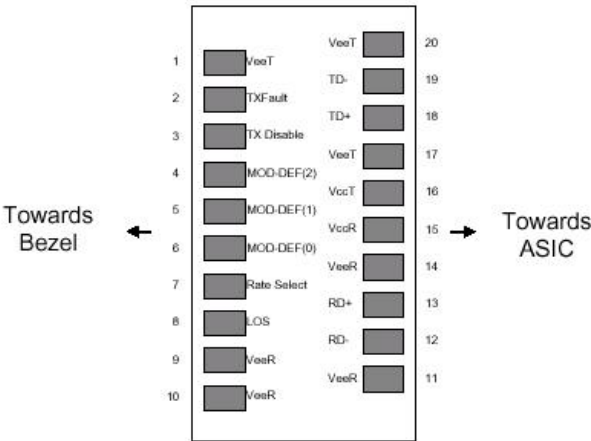 VeeT 20
1 VeeT
TD- 19
2 TXFault
TD+ 18
3 TX Disable
VeeT 17
4 MOD-DEF(2)
VccT 16
Towards
Bezel
5 MOD-DEF(1)
VccR 15
Towards
ASIC
6 MOD-DEF(0)
VeeR 14
7 Rate Select
RD+ 13
8 LOS
RD- 12
9 VeeR
VeeR 11
10 VeeR